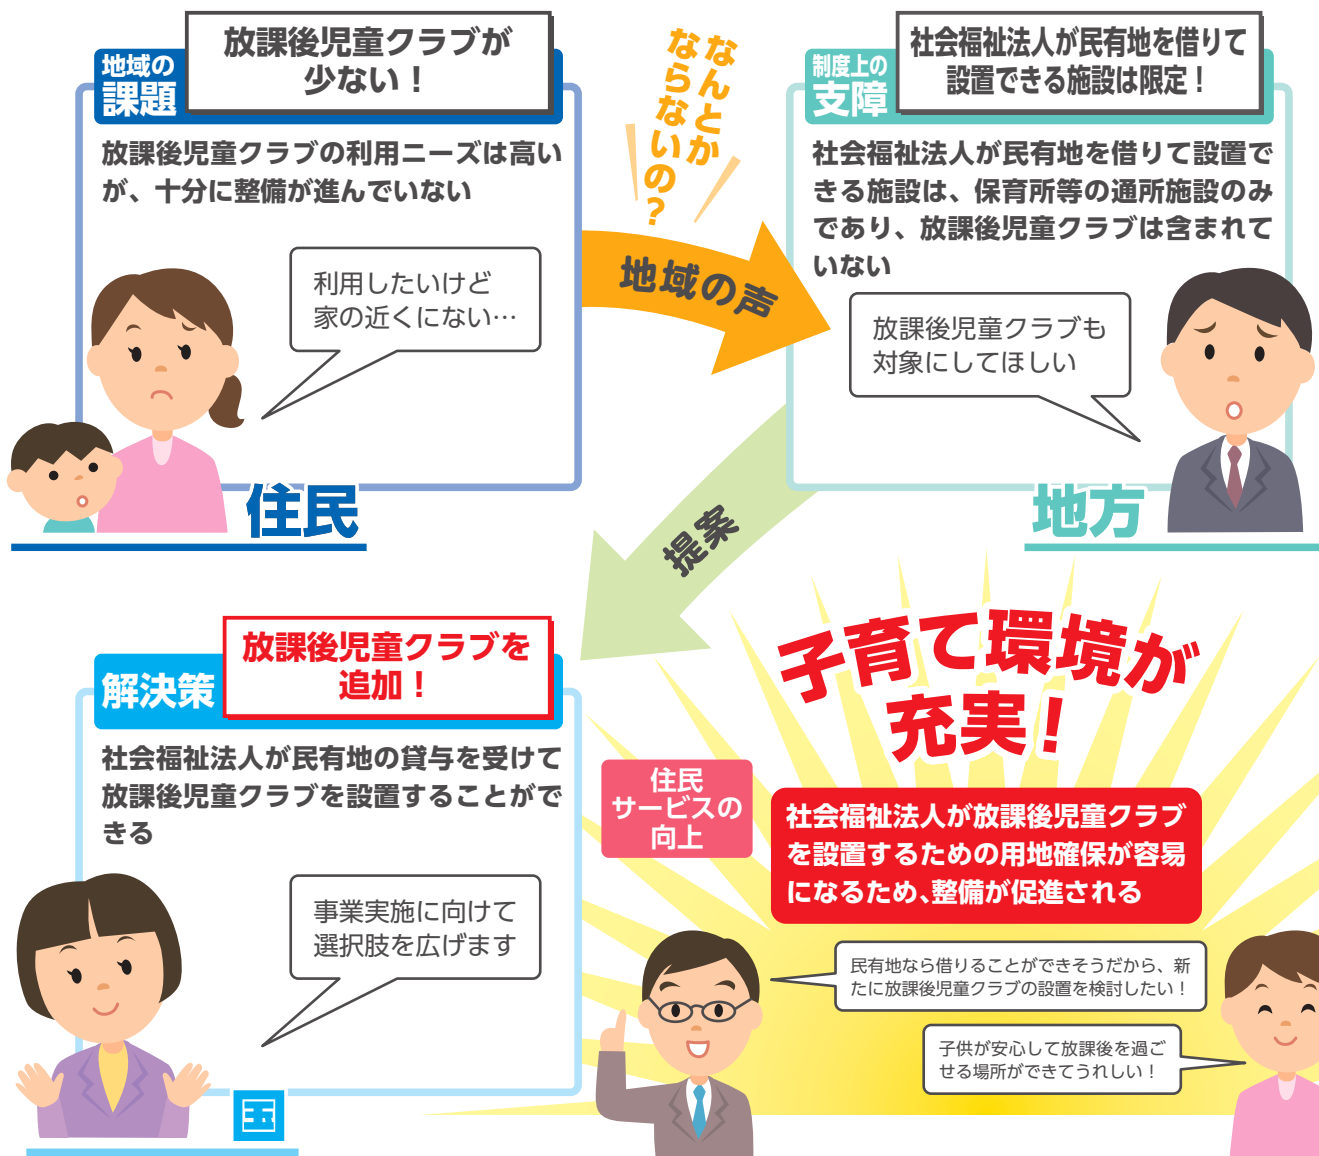 地域の
課題
放課後児童クラブが
少ない！
放課後児童クラブの利用ニーズは高い
が、十分に整備が進んでいない
利用したいけど
家の近くにない…
住民
なんとか
ならないの？
地域の声
制度上の
支障
社会福祉法人が民有地を借りて
設置できる施設は限定！
社会福祉法人が民有地を借りて設置で
きる施設は、保育所等の通所施設のみ
であり、放課後児童クラブは含まれて
いない
放課後児童クラブも
対象にしてほしい
地方
提案
解決策
放課後児童クラブを
追加！
社会福祉法人が民有地の貸与を受けて
放課後児童クラブを設置することがで
きる
事業実施に向けて
選択肢を広げます
国
子育て環境が
充実！
住民
サービスの
向上
社会福祉法人が放課後児童クラブ
を設置するための用地確保が容易
になるため、整備が促進される
民有地なら借りることができそうだから、新
たに放課後児童クラブの設置を検討したい！
子供が安心して放課後を過ご
せる場所ができてうれしい！